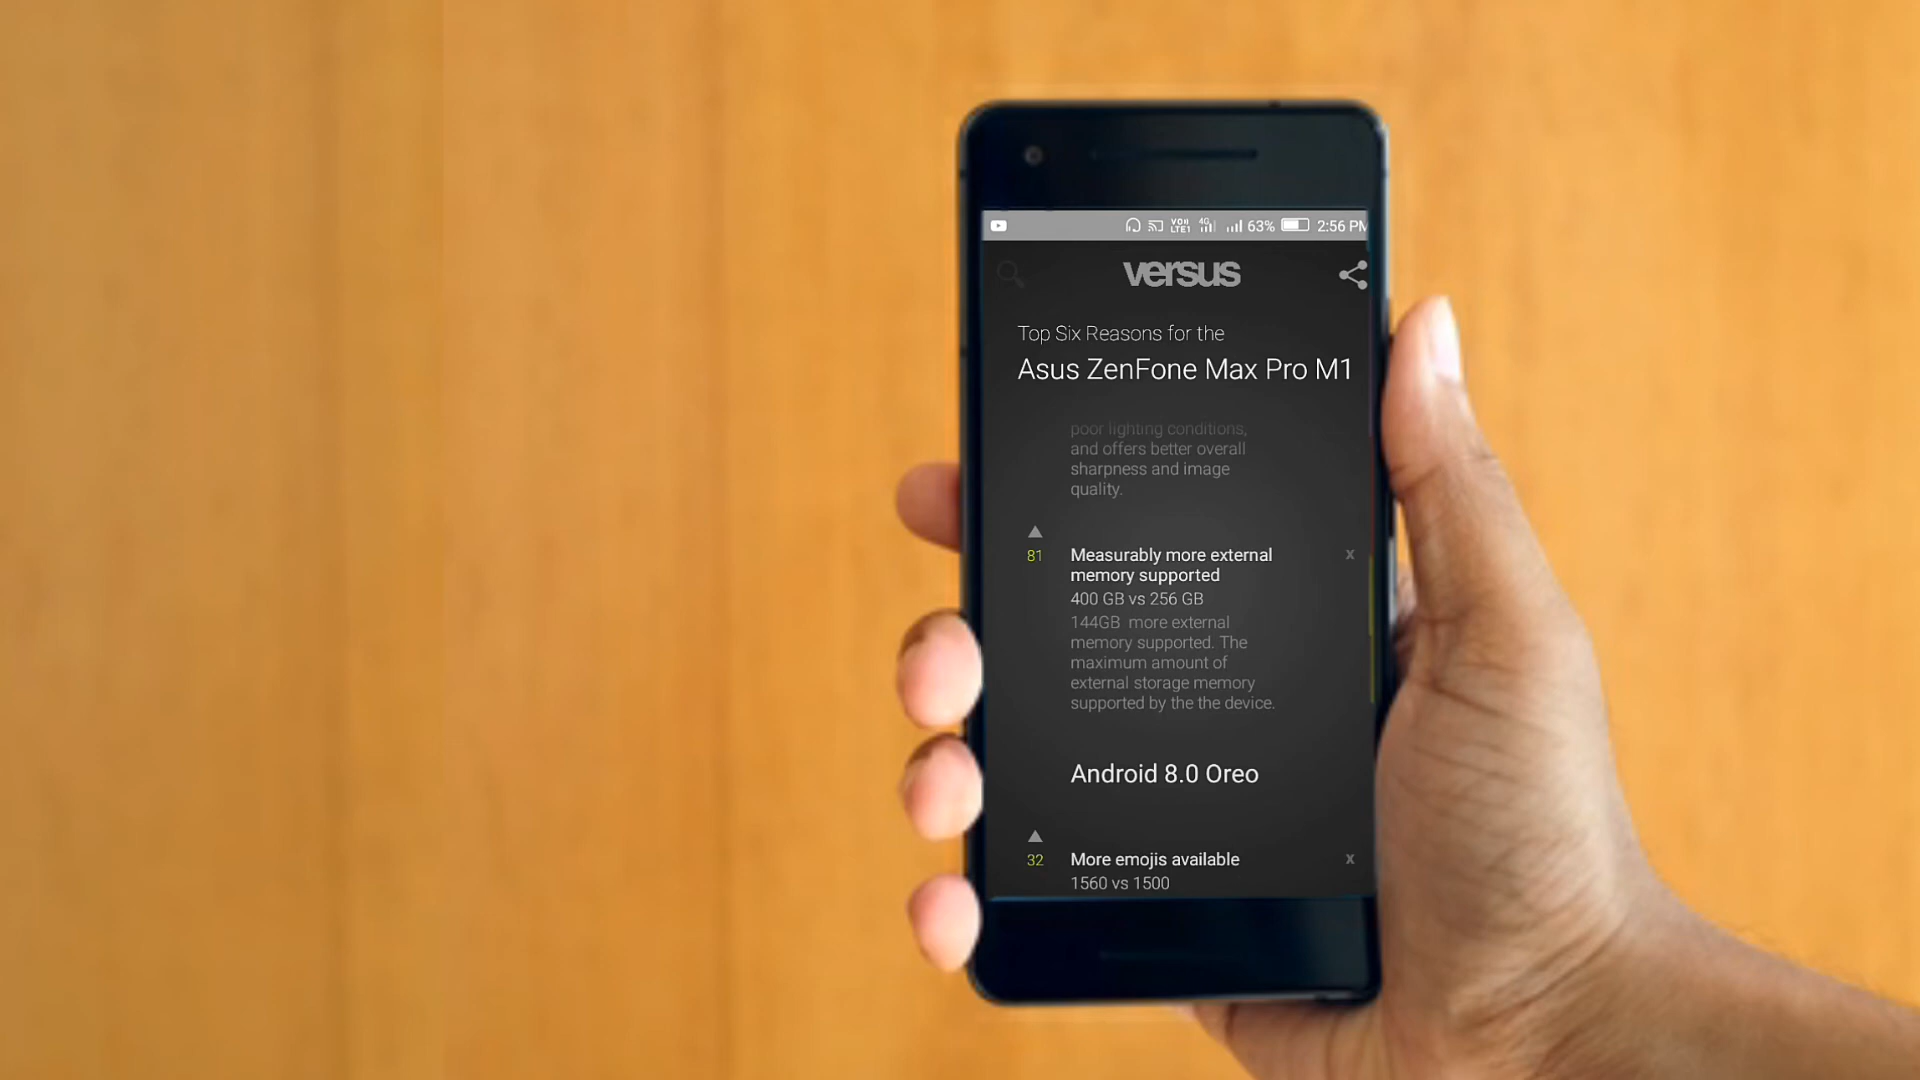 VOII 4G 63% 2:56 PM
LTE1
versus
Top Six Reasons for the
Asus ZenFone Max Pro M1
poor lighting conditions,
and offers better overall
sharpness and image
quality.
81 Measurably more external x
memory supported
400 GB vs 256 GB
144GB more external
memory supported. The
maximum amount of
external storage memory
supported by the the device.
Android 8.0 Oreo
32 More emojis available x
1560 vs 1500